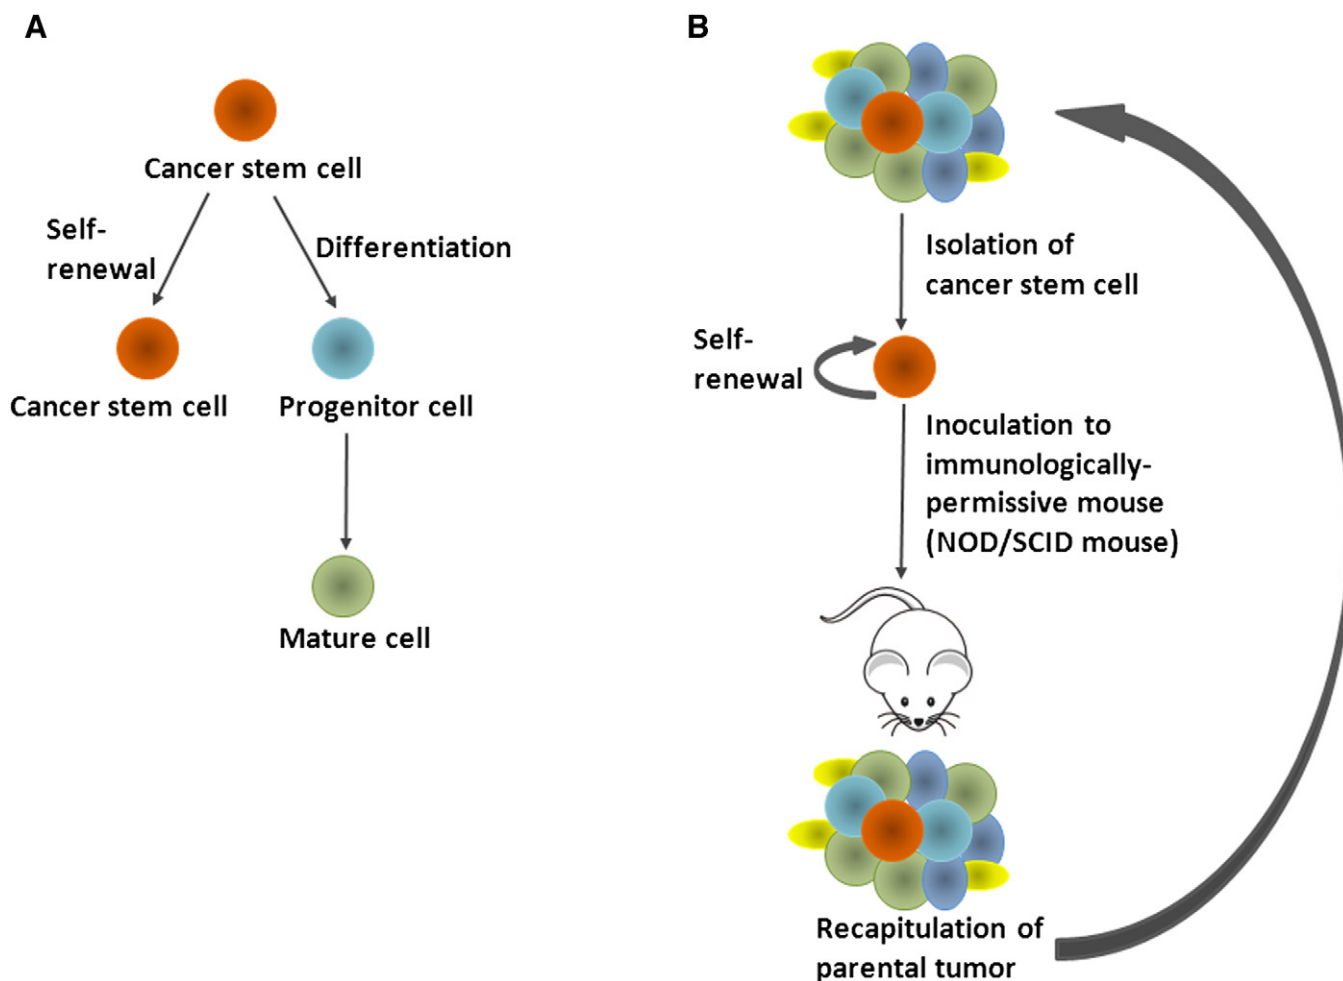 A
Cancer stem cell
Self-
renewal
Differentiation
Cancer stem cell
Progenitor cell
Mature cell
B
Isolation of
cancer stem cell
Self-
renewal
Inoculation to
immunologically-
permissive mouse
(NOD/SCID mouse)
Recapitulation of
parental tumor